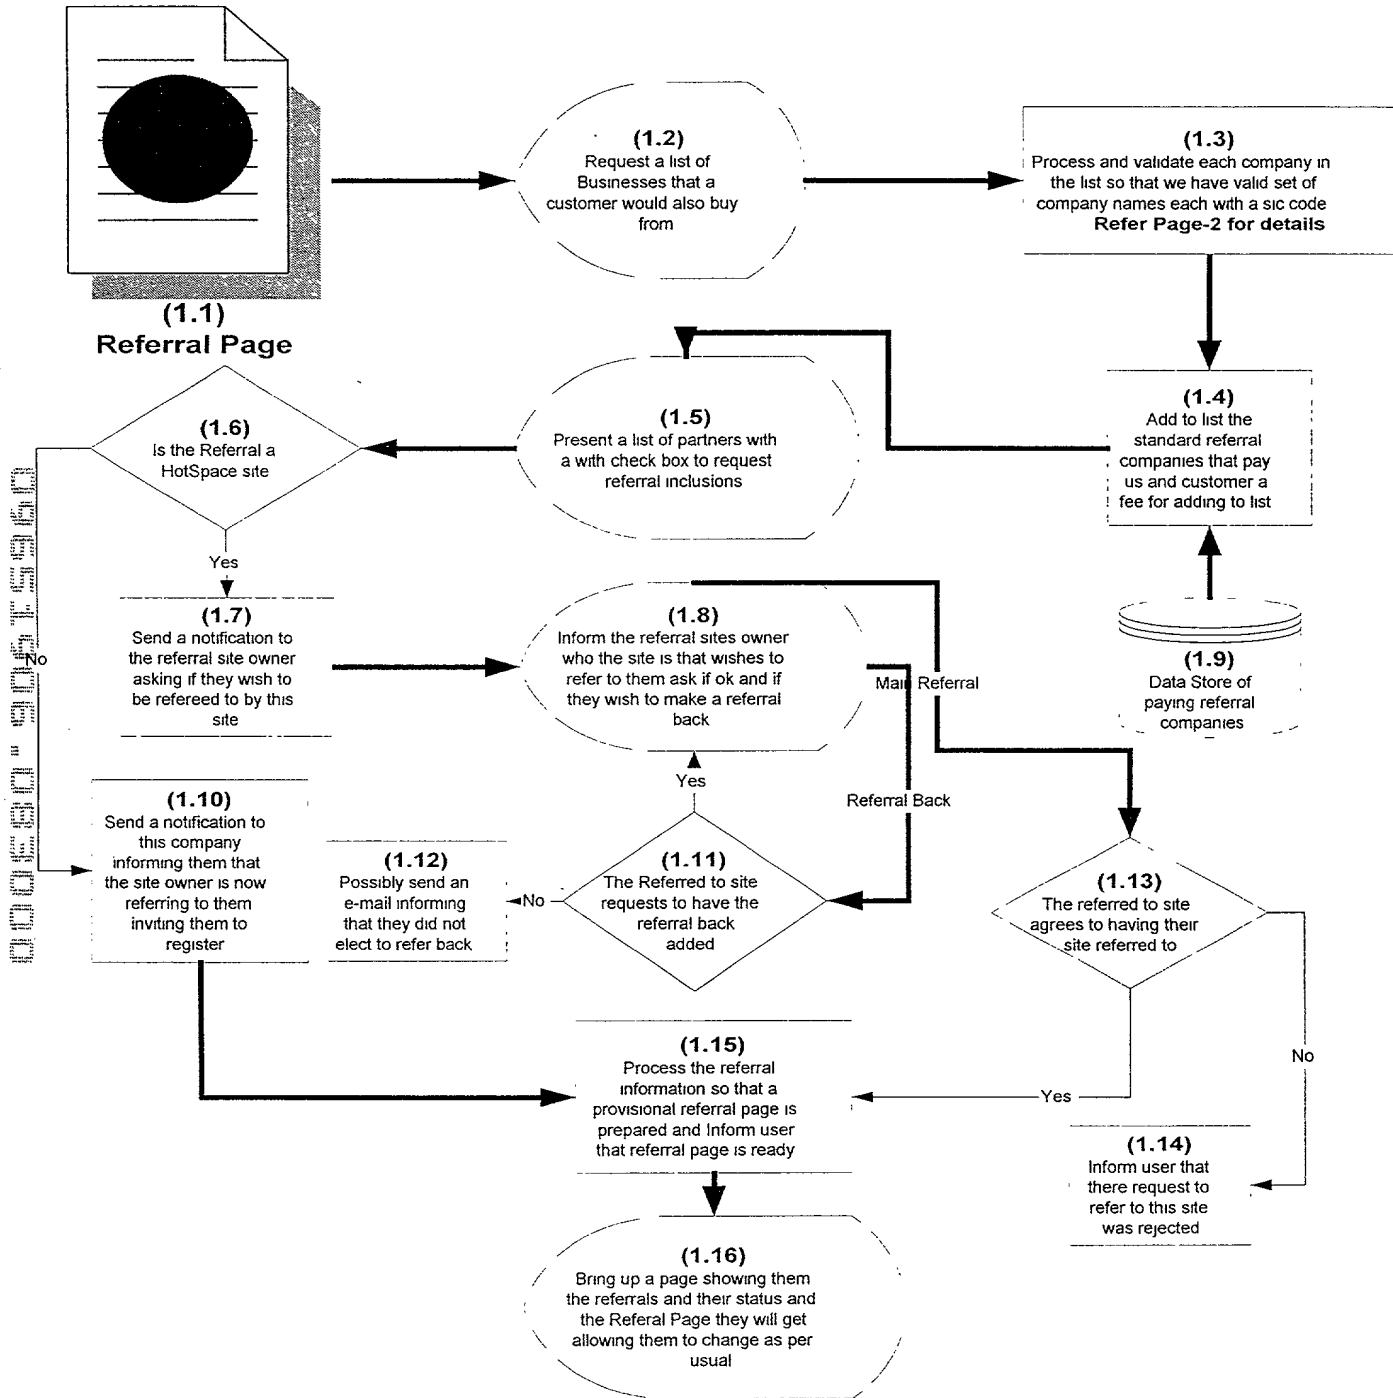 (1.1)
Referral Page
(1.2)
Request a list of
Businesses that a
customer would also buy
from
(1.3)
Process and validate each company in
the list so that we have valid set of
company names each with a sic code
Refer Page-2 for details
(1.4)
Add to list the
standard referral
companies that pay
us and customer a
fee for adding to list
(1.5)
Present a list of partners with
a with check box to request
referral inclusions
(1.6)
Is the Referral a
HotSpace site
Yes
No
(1.7)
Send a notification to
the referral site owner
asking if they wish to
be refereed to by this
site
(1.8)
Inform the referral sites owner
who the site is that wishes to
refer to them ask if ok and if
they wish to make a referral
back
Main Referral
Referral Back
(1.9)
Data Store of
paying referral
companies
(1.10)
Send a notification to
this company
informing them that
the site owner is now
referring to them
inviting them to
register
Yes
(1.11)
The Referred to site
requests to have the
referral back
added
No
(1.12)
Possibly send an
e-mail informing
that they did not
elect to refer back
(1.13)
The referred to site
agrees to having their
site referred to
No
Yes
(1.14)
Inform user that
there request to
refer to this site
was rejected
(1.15)
Process the referral
information so that a
provisional referral page is
prepared and Inform user
that referral page is ready
(1.16)
Bring up a page showing them
the referrals and their status and
the Referal Page they will get
allowing them to change as per
usual